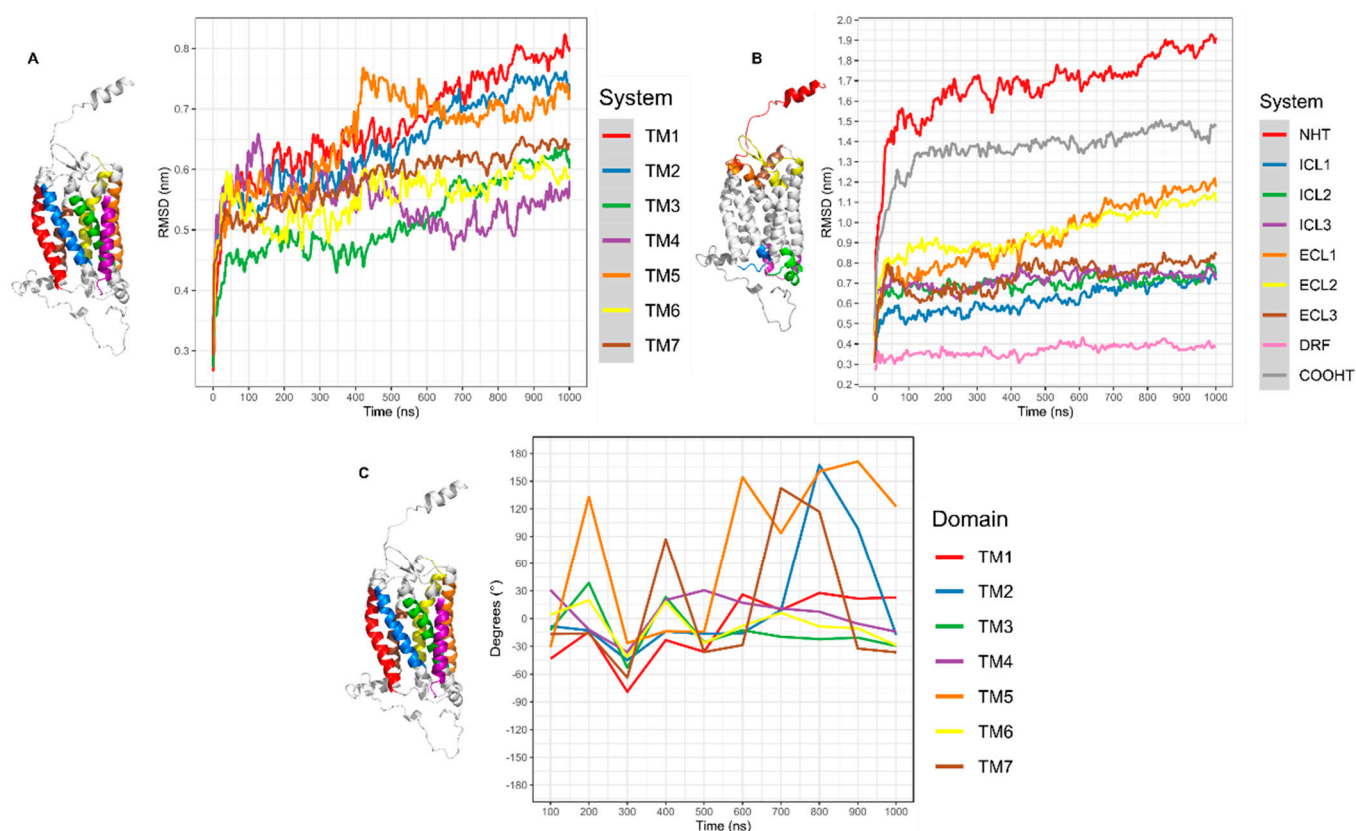 A
RMSD (nm)
0.8
0.7
0.6
0.5
0.4
0.3
0 100 200 300 400 500 600 700 800 900 1000
Time (ns)
System
TM1
TM2
TM3
TM4
TM5
TM6
TM7
B
RMSD (nm)
2.0
1.9
1.8
1.7
1.6
1.5
1.4
1.3
1.2
1.1
1.0
0.9
0.8
0.7
0.6
0.5
0.4
0.3
0.2
0 100 200 300 400 500 600 700 800 900 1000
Time (ns)
System
NHT
ICL1
ICL2
ICL3
ECL1
ECL2
ECL3
DRF
COOHT
C
Degrees (°)
180
150
120
90
60
30
0
-30
-60
-90
-120
-150
-180
100 200 300 400 500 600 700 800 900 1000
Time (ns)
Domain
TM1
TM2
TM3
TM4
TM5
TM6
TM7